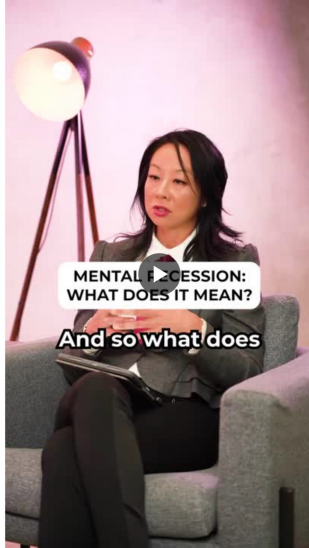 MENTAL RECESSION:
WHAT DOES IT MEAN?
And so what does